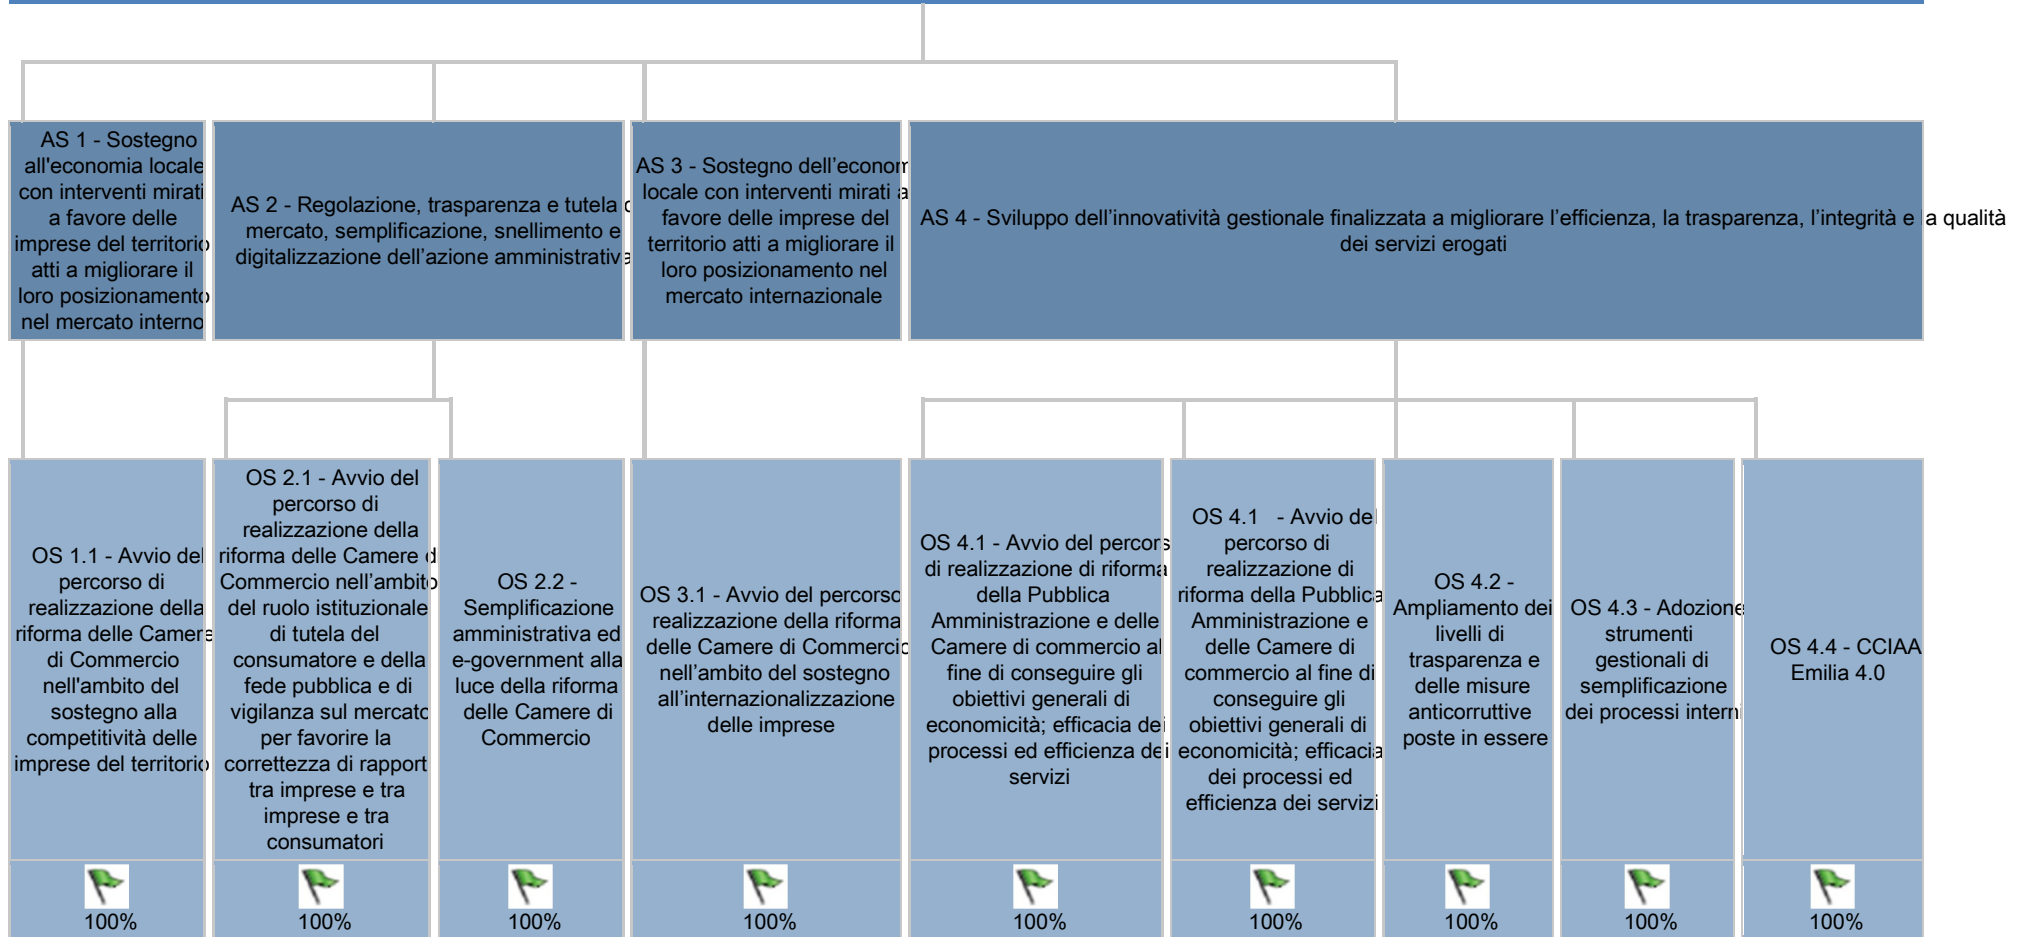 AS 1 - Sostegno
all'economia locale
con interventi mirati
a favore delle
imprese del territorio
atti a migliorare il
loro posizionamento
nel mercato interno
AS 2 - Regolazione, trasparenza e tutela d
mercato, semplificazione, snellimento e
digitalizzazione dell’azione amministrativa
AS 3 - Sostegno dell’econom
locale con interventi mirati a
favore delle imprese del
territorio atti a migliorare il
loro posizionamento nel
mercato internazionale
AS 4 - Sviluppo dell’innovatività gestionale finalizzata a migliorare l’efficienza, la trasparenza, l’integrità e la qualità
dei servizi erogati
OS 1.1 - Avvio del
percorso di
realizzazione della
riforma delle Camere
di Commercio
nell'ambito del
sostegno alla
competitività delle
imprese del territorio
OS 2.1 - Avvio del
percorso di
realizzazione della
riforma delle Camere d
Commercio nell’ambito
del ruolo istituzionale
di tutela del
consumatore e della
fede pubblica e di
vigilanza sul mercato
per favorire la
correttezza di rapport
tra imprese e tra
imprese e tra
consumatori
OS 2.2 -
Semplificazione
amministrativa ed
e-government alla
luce della riforma
delle Camere di
Commercio
OS 3.1 - Avvio del percorso
realizzazione della riforma
delle Camere di Commercio
nell’ambito del sostegno
all’internazionalizzazione
delle imprese
OS 4.1 - Avvio del percors
di realizzazione di riforma
della Pubblica
Amministrazione e delle
Camere di commercio al
fine di conseguire gli
obiettivi generali di
economicità; efficacia dei
processi ed efficienza dei
servizi
OS 4.1 - Avvio del
percorso di
realizzazione di
riforma della Pubblica
Amministrazione e
delle Camere di
commercio al fine di
conseguire gli
obiettivi generali di
economicità; efficacia
dei processi ed
efficienza dei servizi
OS 4.2 -
Ampliamento dei
livelli di
trasparenza e
delle misure
anticorruttive
poste in essere
OS 4.3 - Adozione
strumenti
gestionali di
semplificazione
dei processi interni
OS 4.4 - CCIAA
Emilia 4.0
100%
100%
100%
100%
100%
100%
100%
100%
100%